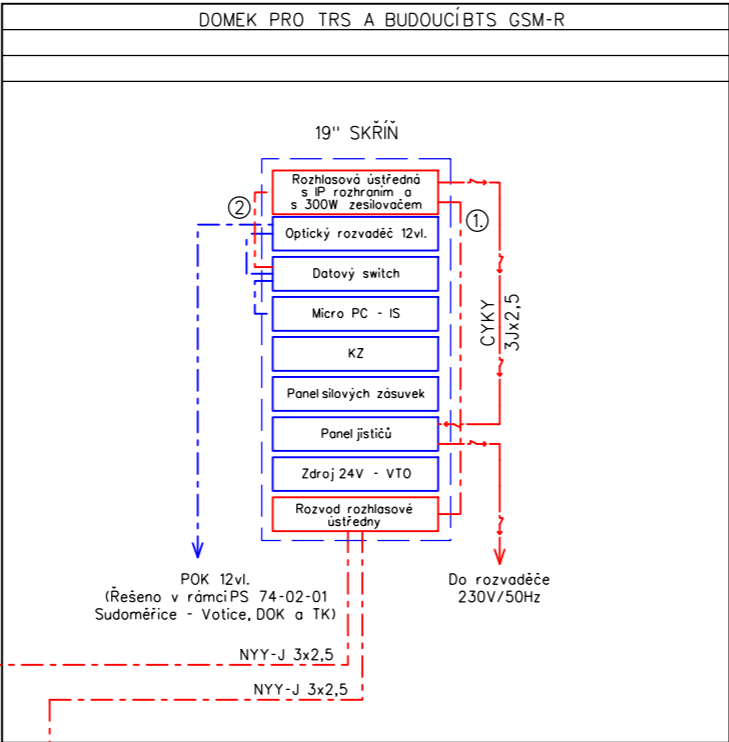 DOMEK PRO TRS A BUDOUCÍ BTS GSM-R
19'' SKŘÍŇ
Rozhlasová ústředná
s IP rozhraním a
s 300W zesilovačem
②
①.
Optický rozvaděč 12vl.
Datový switch
Micro PC - IS
CYKY
3Jx2,5
KZ
Panel silových zásuvek
Panel jističů
Zdroj 24V - VTO
Rozvod rozhlasové
ústředny
POK 12vl.
(Řešeno v rámci PS 74-02-01
Sudoměřice - Votice, DOK a TK)
Do rozvaděče
230V/50Hz
NYY-J 3x2,5
NYY-J 3x2,5